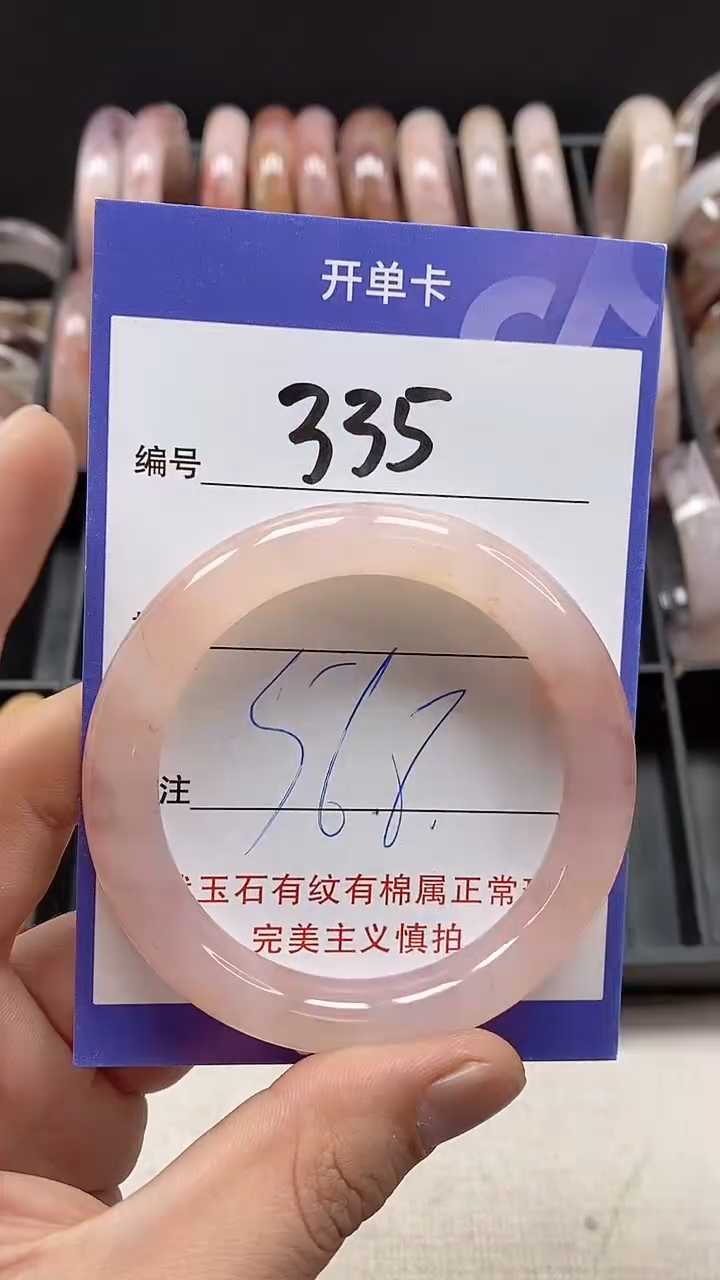 开单卡
编号 335
56.8.
注
玉石有纹有棉属正常
完美主义慎拍